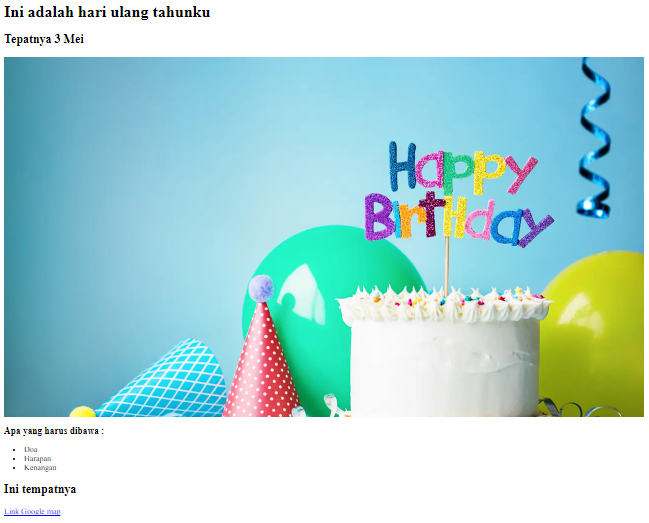 Ini adalah hari ulang tahunku
Tepatnya 3 Mei
Happy
Birthday
Apa yang harus dibawa :
Doa
Harapan
Kenangan
Ini tempatnya
Link Google map